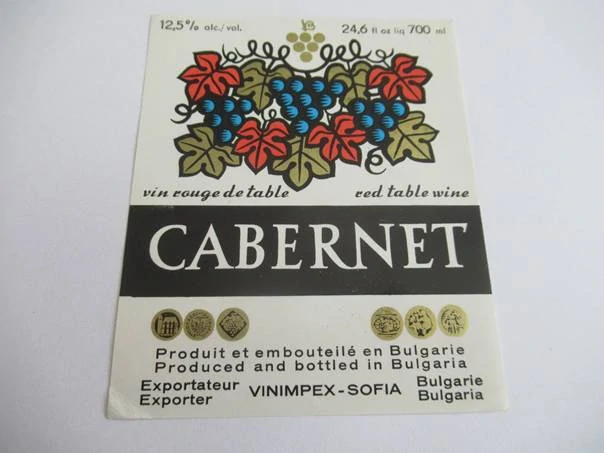 12,5% alc./vol.
24,6 fl oz liq 700 ml
vin rouge de table
red table wine
CABERNET
Produit et embouteilé en Bulgarie
Produced and bottled in Bulgaria
Exportateur VINIMPEX-SOFIA Bulgarie
Exporter Bulgaria